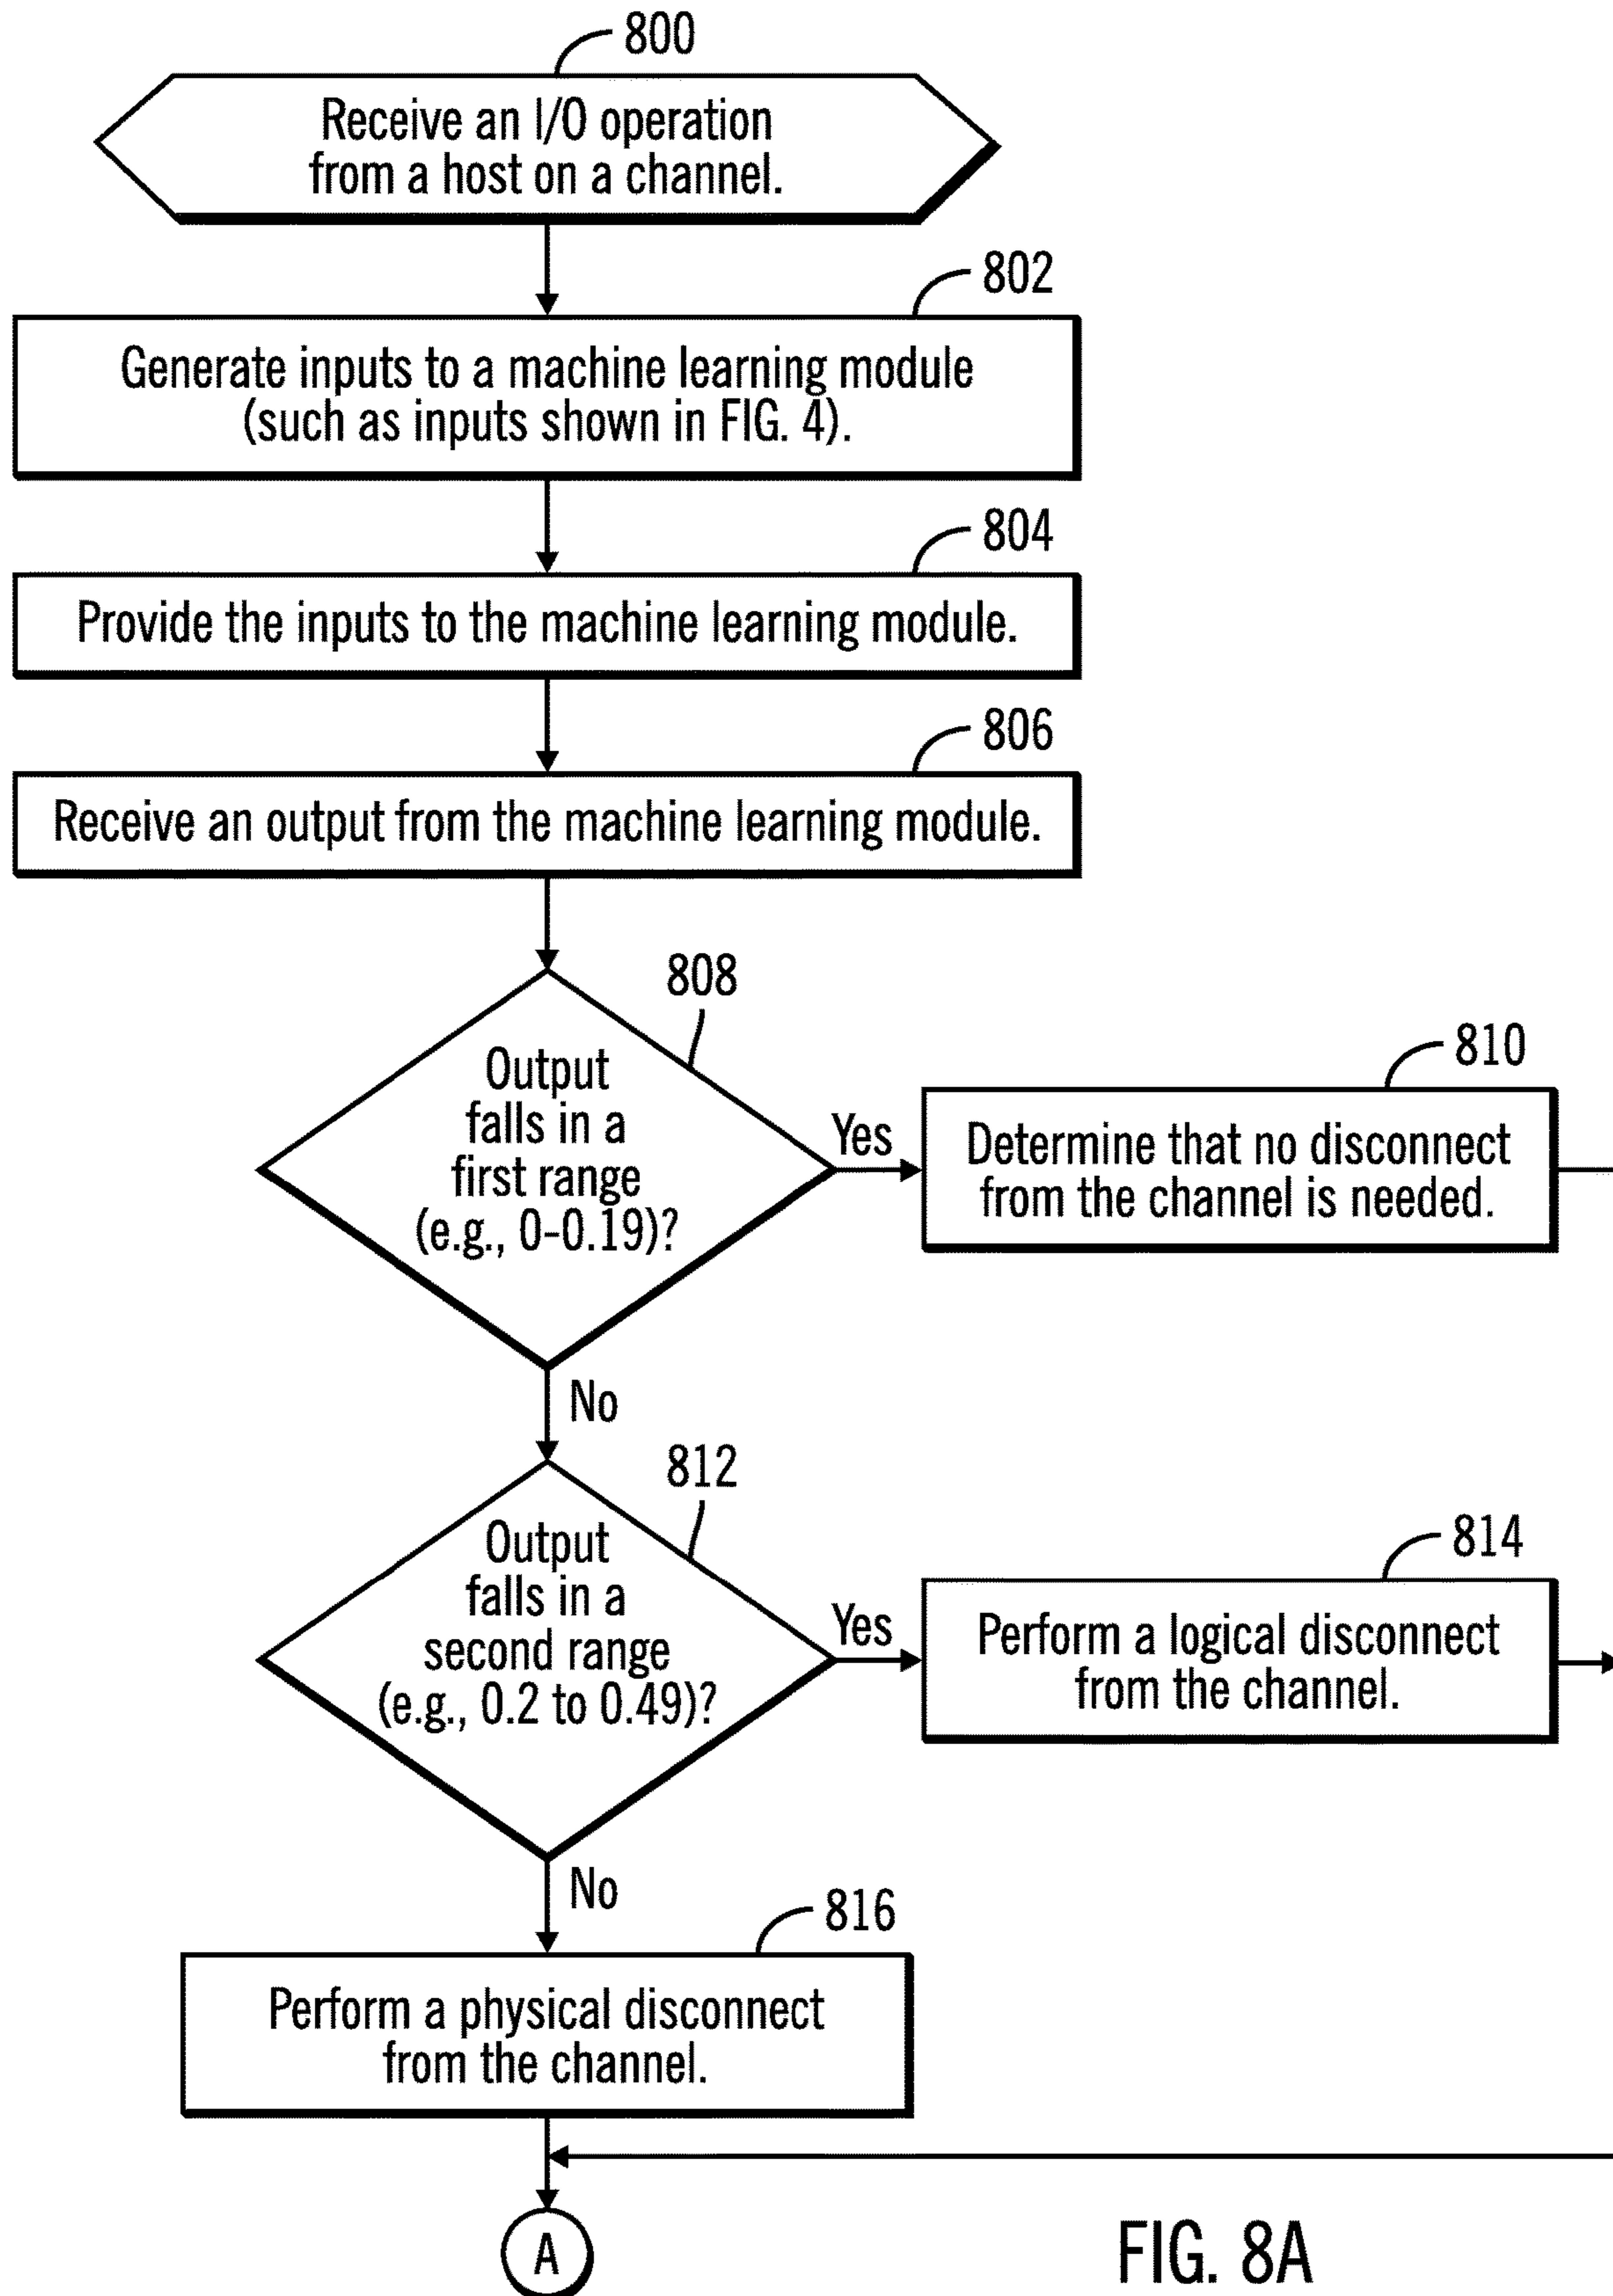 800
Receive an I/O operation
from a host on a channel.
802
Generate inputs to a machine learning module
(such as inputs shown in FIG. 4).
804
Provide the inputs to the machine learning module.
806
Receive an output from the machine learning module.
808
Output
falls in a
first range
(e.g., 0-0.19)?
Yes
810
Determine that no disconnect
from the channel is needed.
No
812
Output
falls in a
second range
(e.g., 0.2 to 0.49)?
Yes
814
Perform a logical disconnect
from the channel.
No
816
Perform a physical disconnect
from the channel.
A
FIG. 8A